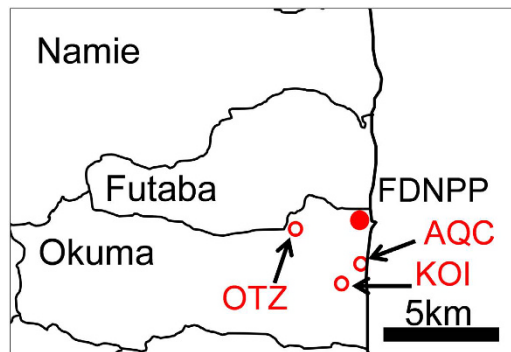 Namie
Futaba
FDNPP
Okuma
AQC
OTZ
KOI
5km